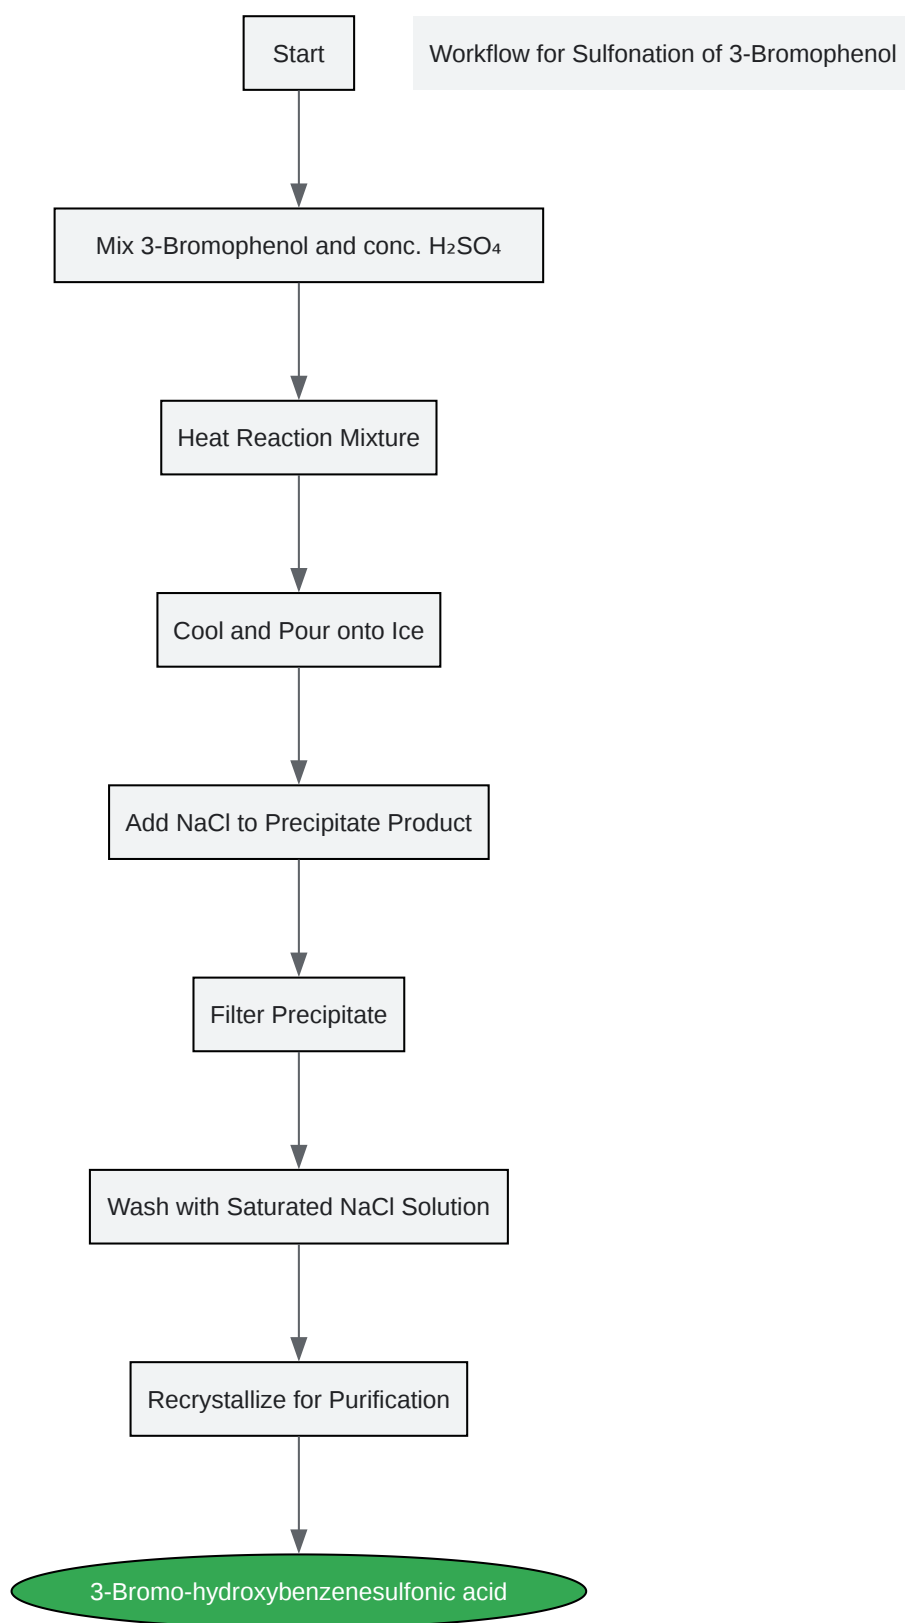 Start
Workflow for Sulfonation of 3-Bromophenol
Mix 3-Bromophenol and conc. H₂SO₄
Heat Reaction Mixture
Cool and Pour onto Ice
Add NaCl to Precipitate Product
Filter Precipitate
Wash with Saturated NaCl Solution
Recrystallize for Purification
3-Bromo-hydroxybenzenesulfonic acid